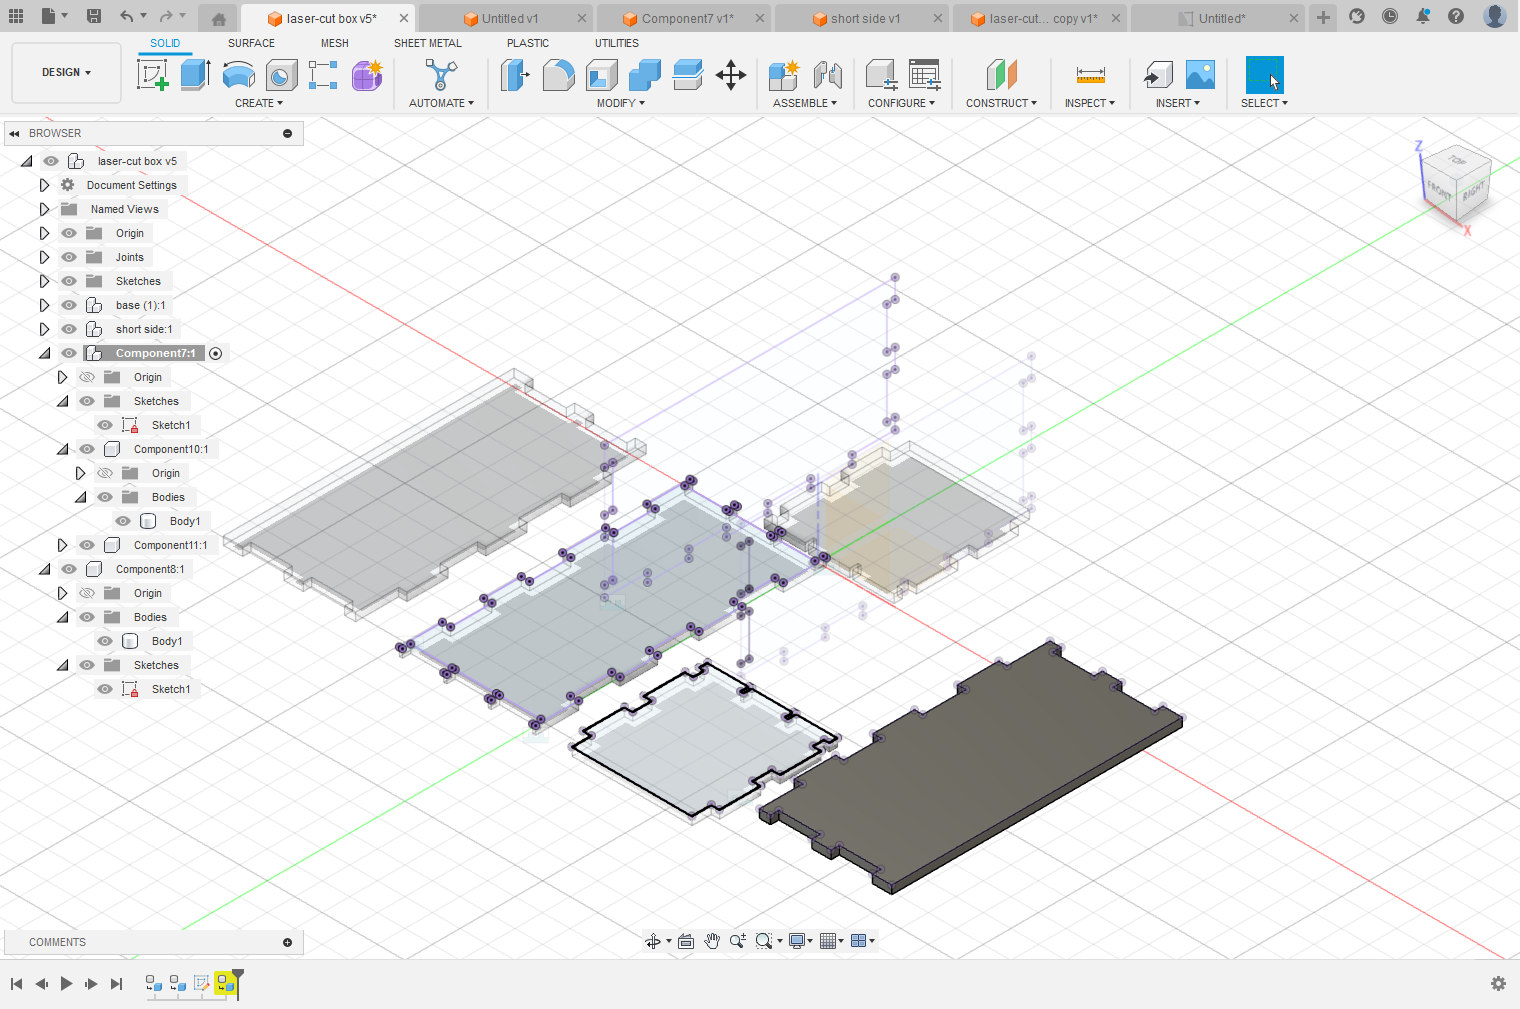 laser-cut box v5*
Untitled v1
Component7 v1*
short side v1
laser-cut... copy v1*
Untitled*
SOLID
SURFACE
MESH
SHEET METAL
PLASTIC
UTILITIES
DESIGN
CREATE
AUTOMATE
MODIFY
ASSEMBLE
CONFIGURE
CONSTRUCT
INSPECT
INSERT
SELECT
BROWSER
laser-cut box v5
Document Settings
Named Views
Origin
Joints
Sketches
base (1):1
short side:1
Component7:1
Origin
Sketches
Sketch1
Component10:1
Origin
Bodies
Body1
Component11:1
Component8:1
Origin
Bodies
Body1
Sketches
Sketch1
Z
TOP
FRONT
RIGHT
X
COMMENTS